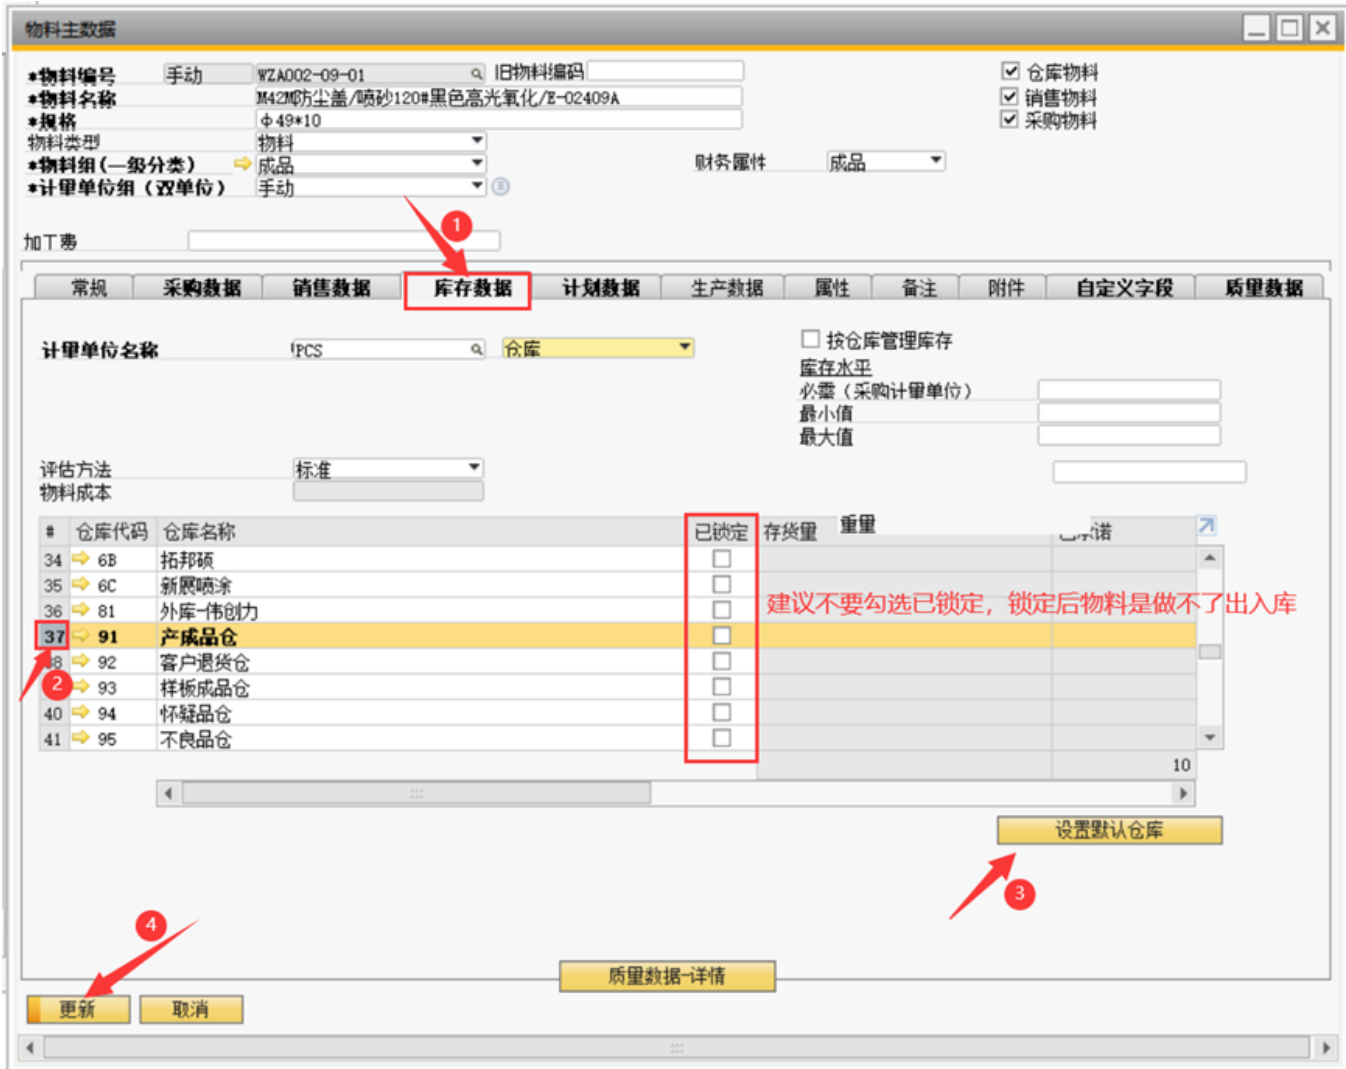 物料主数据
*物料编号 手动 WZA002-09-01 旧物料编码
仓库物料
*物料名称 M42M防尘盖/喷砂120#黑色高光氧化/E-02409A
销售物料
*规格 φ49*10
采购物料
物料类型 物料
*物料组(一级分类) 成品
财务属性 成品
*计量单位组(双单位) 手动
1
加工费
常规 采购数据 销售数据 库存数据 计划数据 生产数据 属性 备注 附件 自定义字段 质量数据
计量单位名称 PCS 仓库
按仓库管理库存
库存水平
必需(采购计量单位)
最小值
最大值
评估方法 标准
物料成本
# 仓库代码 仓库名称 已锁定 存货量 重量 已承诺
34 6B 拓邦硕
35 6C 新展喷涂
36 81 外库-伟创力
建议不要勾选已锁定，锁定后物料是做不了出入库
37 91 产成品仓
38 92 客户退货仓
2 93 样板成品仓
40 94 怀疑品仓
41 95 不良品仓
10
设置默认仓库
3
4
质量数据-详情
更新 取消